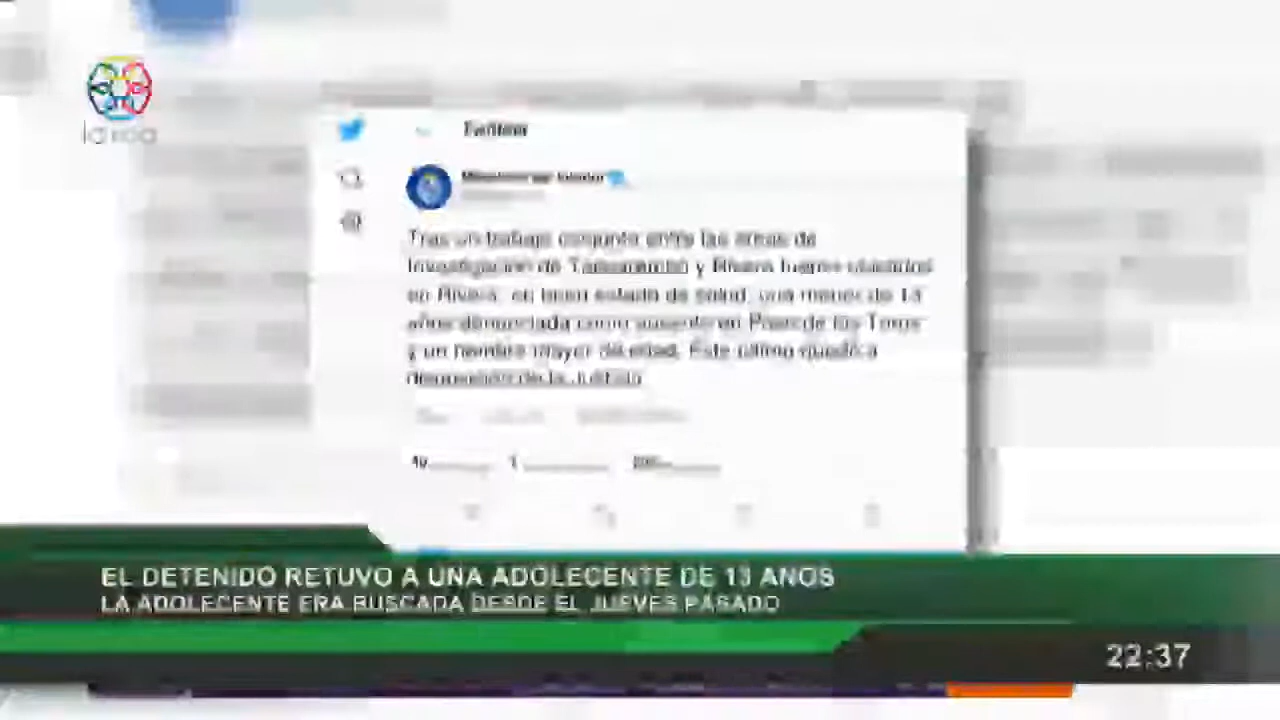 la rea
Tras un trabajo conjunto entre las áreas de
Investigación de Tacuarembó y Rivera fueron ubicados
en Rivera, en buen estado de salud, una menor de 13
años denunciada como ausente en Paso de los Toros
y un hombre mayor de edad. Este último quedó a
disposición de la Justicia.
EL DETENIDO RETUVO A UNA ADOLECENTE DE 13 AÑOS
LA ADOLECENTE ERA BUSCADA DESDE EL JUEVES PASADO
22:37